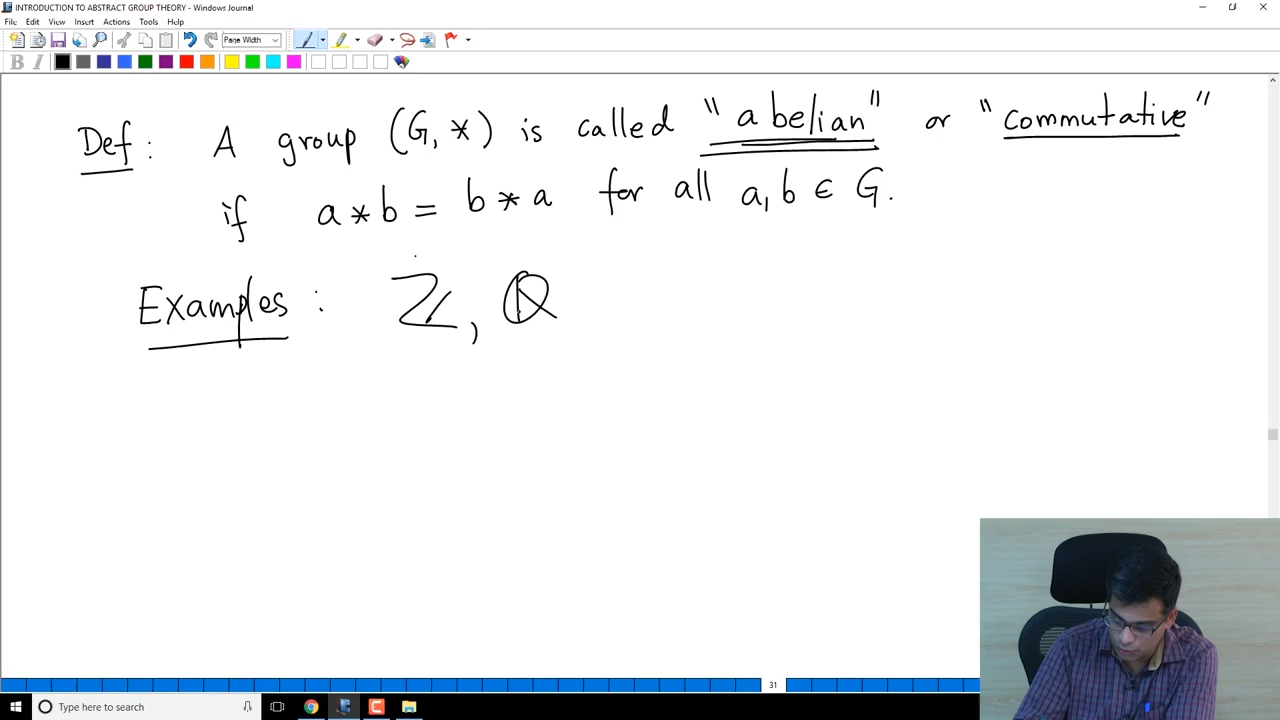 INTRODUCTION TO ABSTRACT GROUP THEORY - Windows Journal
File Edit View Insert Actions Tools Help
Page Width
B I
Def: A group (G, *) is called "abelian" or "commutative"
if a * b = b * a for all a, b ∈ G.
Examples: ℤ, ℚ
31
Type here to search